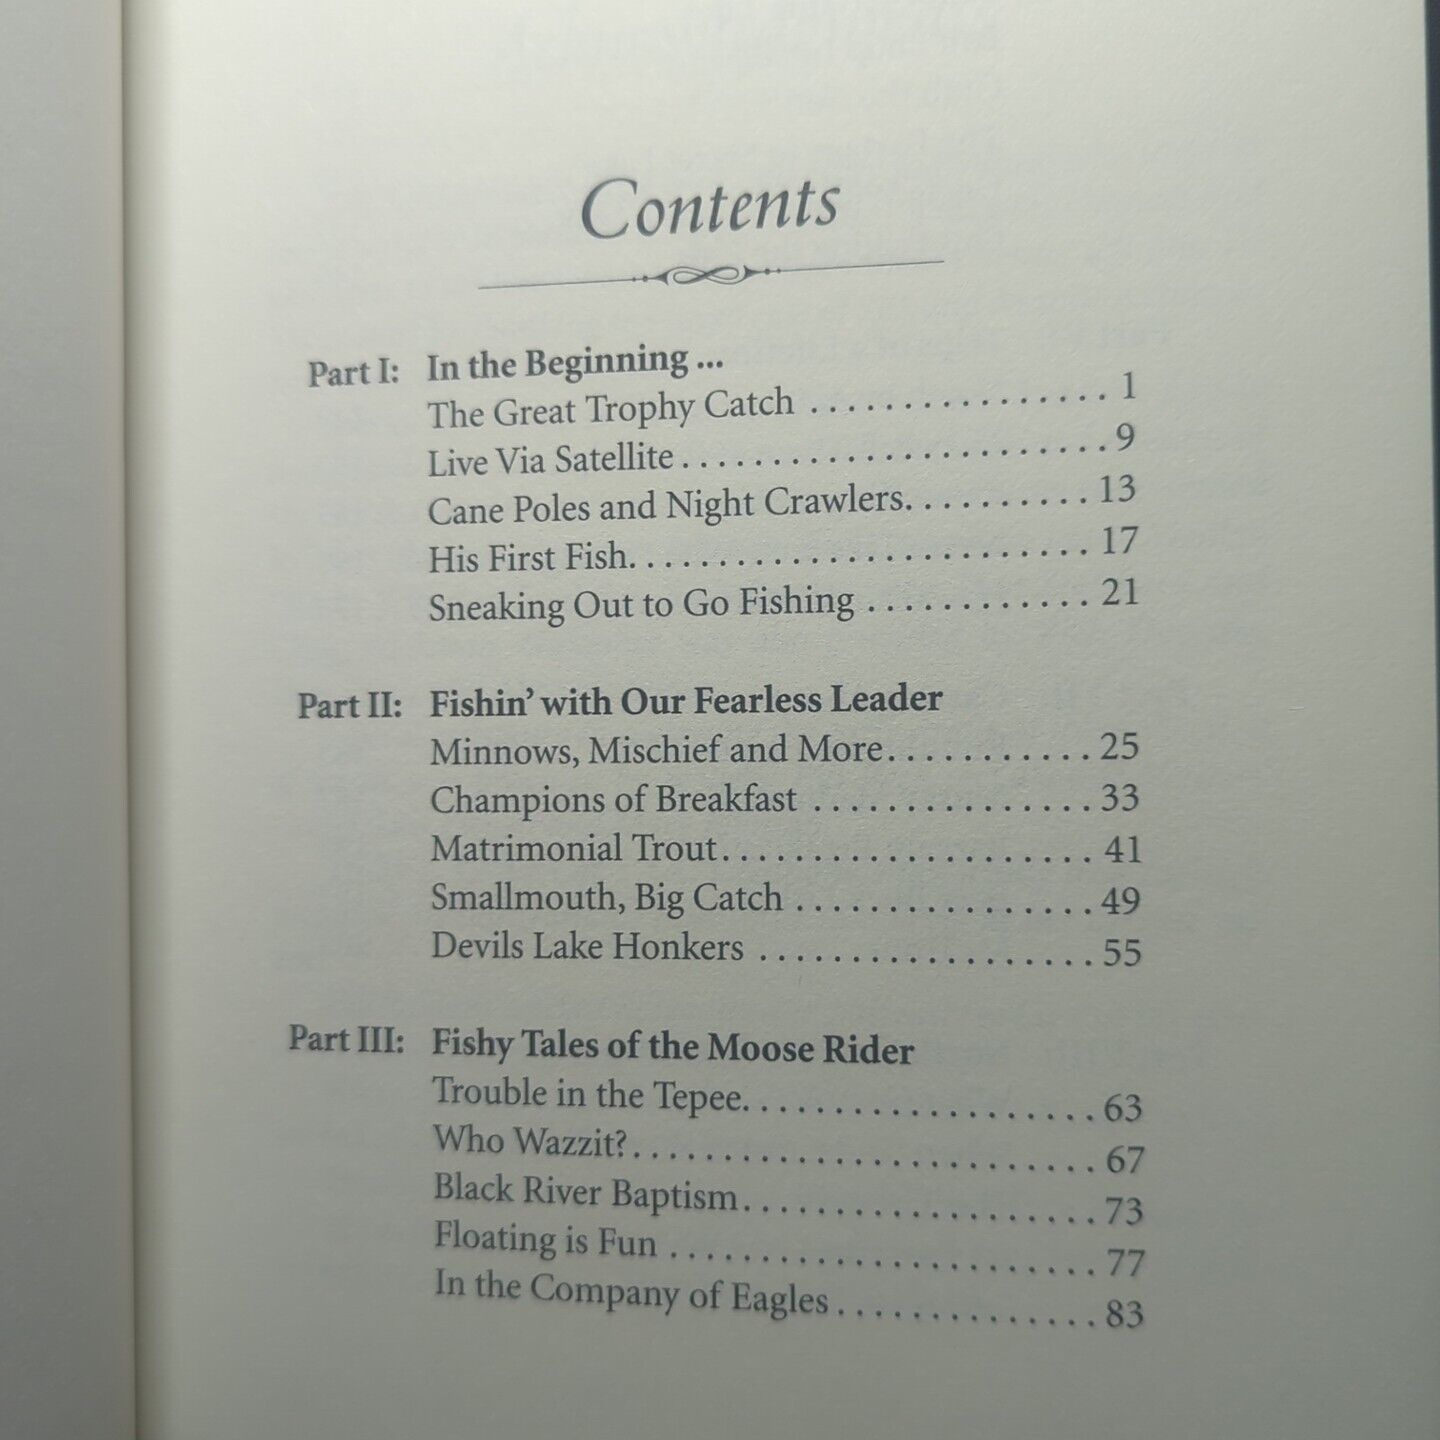 Contents
Part I: In the Beginning ...
The Great Trophy Catch . . . . . . . . . . . . . . . . 1
Live Via Satellite . . . . . . . . . . . . . . . . . . . . . . . 9
Cane Poles and Night Crawlers. . . . . . . . . . . 13
His First Fish. . . . . . . . . . . . . . . . . . . . . . . . . 17
Sneaking Out to Go Fishing . . . . . . . . . . . . 21
Part II: Fishin’ with Our Fearless Leader
Minnows, Mischief and More. . . . . . . . . . . 25
Champions of Breakfast . . . . . . . . . . . . . . . 33
Matrimonial Trout. . . . . . . . . . . . . . . . . . . . 41
Smallmouth, Big Catch . . . . . . . . . . . . . . . . 49
Devils Lake Honkers . . . . . . . . . . . . . . . . . . 55
Part III: Fishy Tales of the Moose Rider
Trouble in the Tepee. . . . . . . . . . . . . . . . . . . 63
Who Wazzit? . . . . . . . . . . . . . . . . . . . . . . . . . 67
Black River Baptism. . . . . . . . . . . . . . . . . . . 73
Floating is Fun . . . . . . . . . . . . . . . . . . . . . . . 77
In the Company of Eagles . . . . . . . . . . . . . . 83